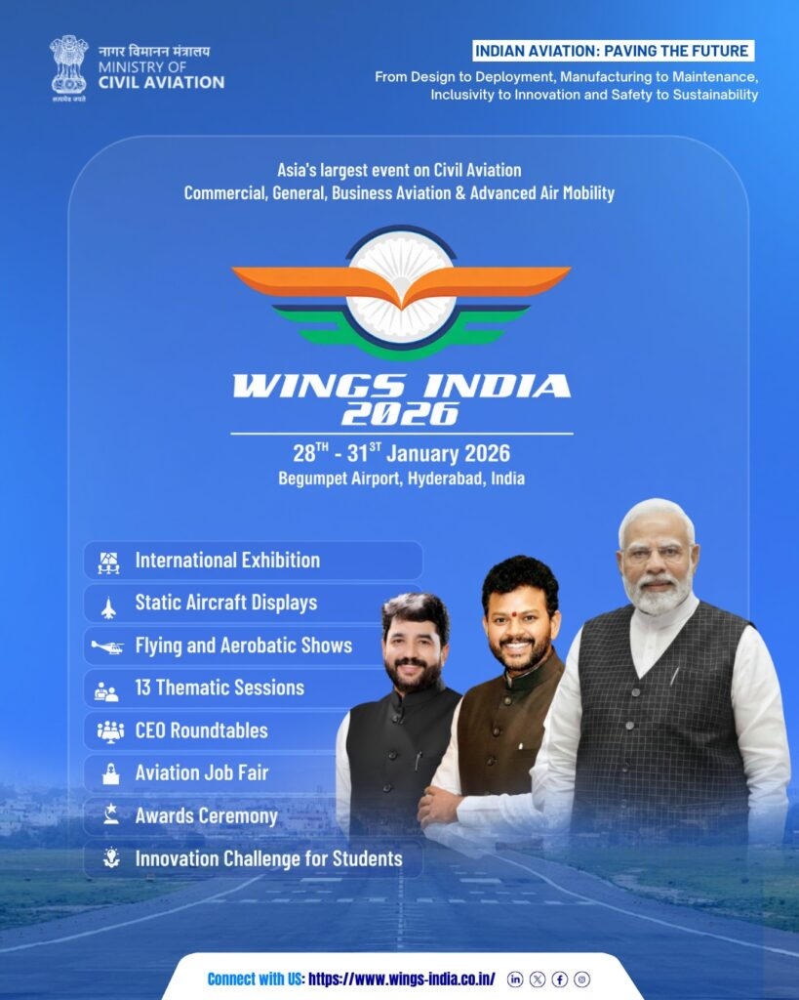 नागर विमानन मंत्रालय
MINISTRY OF
CIVIL AVIATION
सत्यमेव जयते
INDIAN AVIATION: PAVING THE FUTURE
From Design to Deployment, Manufacturing to Maintenance,
Inclusivity to Innovation and Safety to Sustainability
Asia's largest event on Civil Aviation
Commercial, General, Business Aviation & Advanced Air Mobility
WINGS INDIA
2026
28TH - 31ST January 2026
Begumpet Airport, Hyderabad, India
International Exhibition
Static Aircraft Displays
Flying and Aerobatic Shows
13 Thematic Sessions
CEO Roundtables
Aviation Job Fair
Awards Ceremony
Innovation Challenge for Students
Connect with US: https://www.wings-india.co.in/